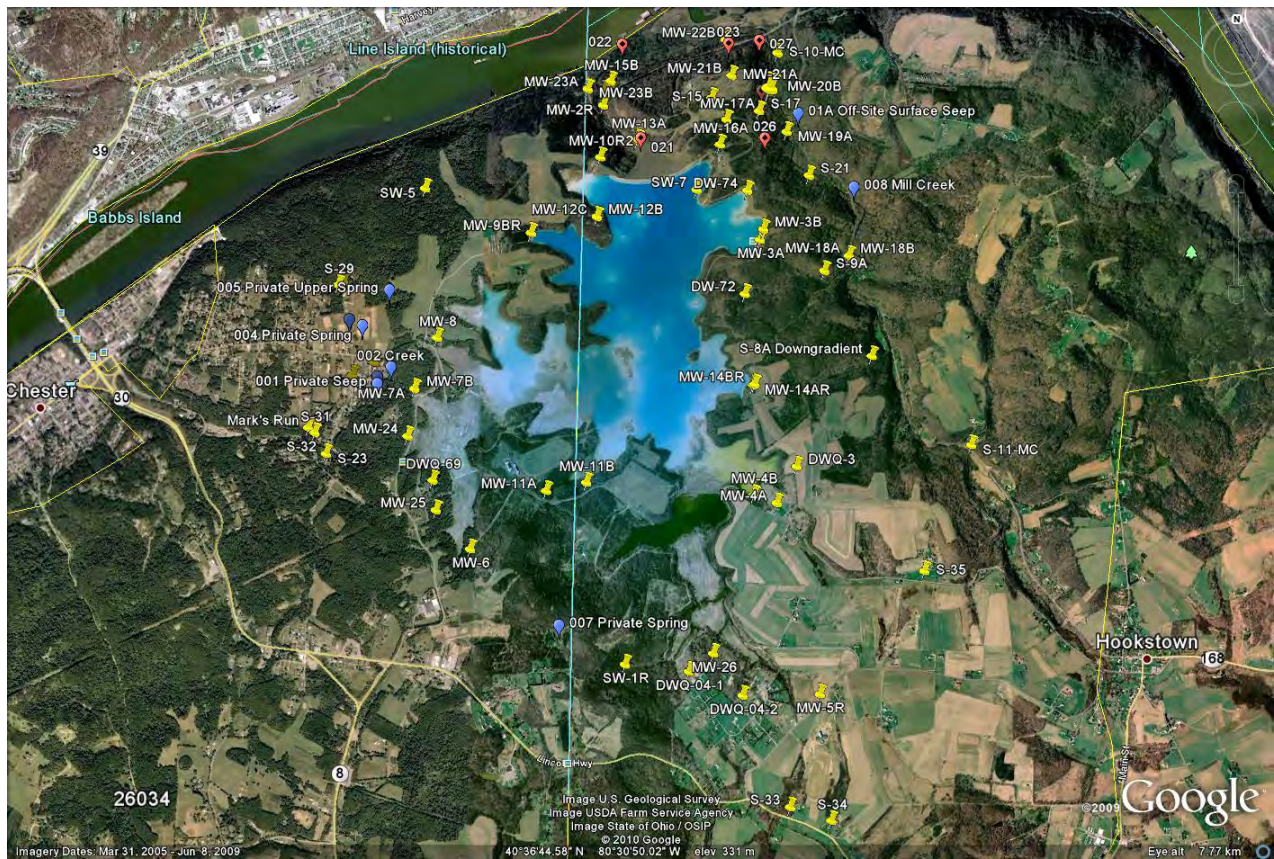 Harvey
N
Line Island (historical)
022
MW-22B
023
027
S-10-MC
MW-15B
MW-21B
MW-23A
MW-21A
MW-23B
MW-20B
S-15
MW-2R
MW-17A
S-17
01A Off-Site Surface Seep
MW-13A
MW-16A
026
MW-19A
39
MW-10R2
021
S-21
SW-5
SW-7
DW-74
008 Mill Creek
Babbs Island
MW-12C
MW-12B
MW-9BR
MW-3B
MW-3A
MW-18A
MW-18B
S-9A
S-29
005 Private Upper Spring
DW-72
004 Private Spring
MW-8
002 Creek
S-8A Downgradient
001 Private Seep
MW-7B
MW-7A
MW-14BR
MW-14AR
Chester
30
Mark's Run
S-31
MW-24
S-32
S-23
S-11-MC
DWQ-69
DWQ-3
MW-11B
MW-11A
MW-4B
MW-4A
MW-25
MW-6
S-35
007 Private Spring
Hookstown
168
SW-1R
MW-26
DWQ-04-1
DWQ-04-2
MW-5R
Main St
Lincoln Hwy
8
26034
S-33
S-34
Image U.S. Geological Survey
Image USDA Farm Service Agency
Image State of Ohio / OSIP
© 2010 Google
©2009 Google
Imagery Dates: Mar 31, 2005 - Jun 8, 2009
40°36'44.58" N 80°30'50.02" W elev 331 m
Eye alt 7.77 km